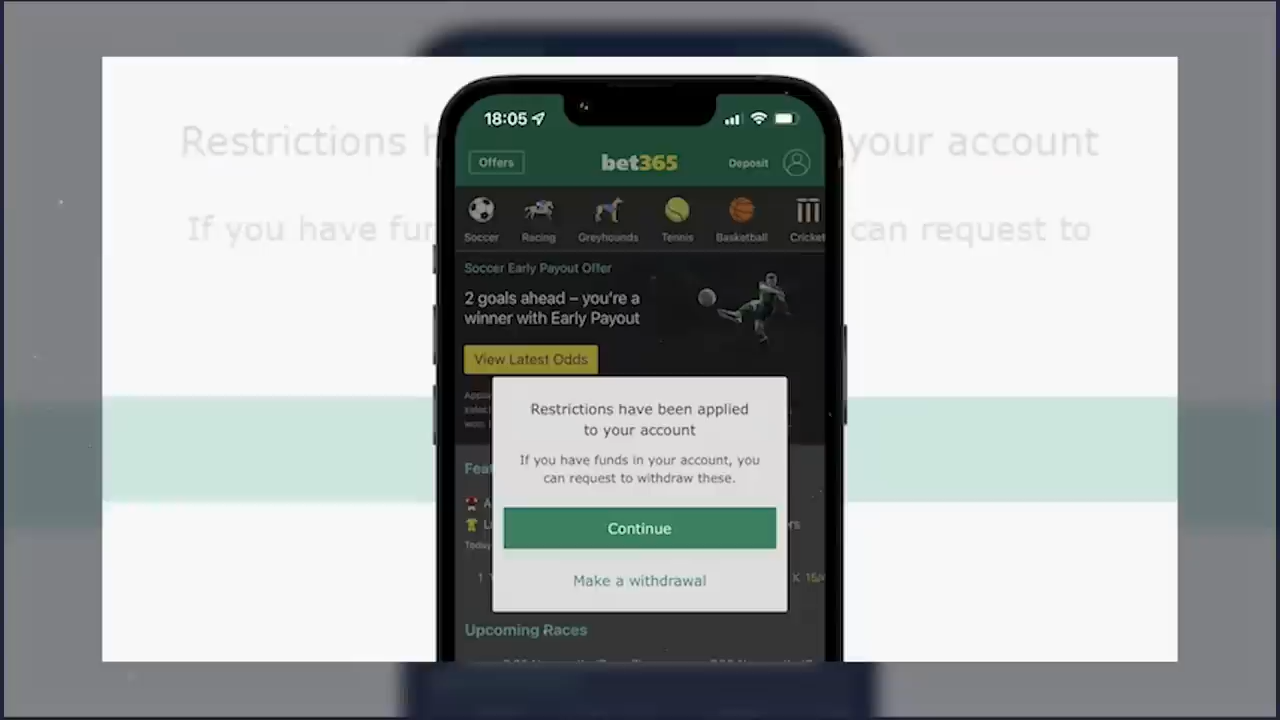 Restrictions
your account
If you have
can request to
18:05
Offers
bet365
Deposit
Soccer
Racing
Greyhounds
Tennis
Basketball
Cricket
Soccer Early Payout Offer
2 goals ahead – you're a
winner with Early Payout
View Latest Odds
Restrictions have been applied
to your account
If you have funds in your account, you
can request to withdraw these.
Continue
Make a withdrawal
Today
Upcoming Races